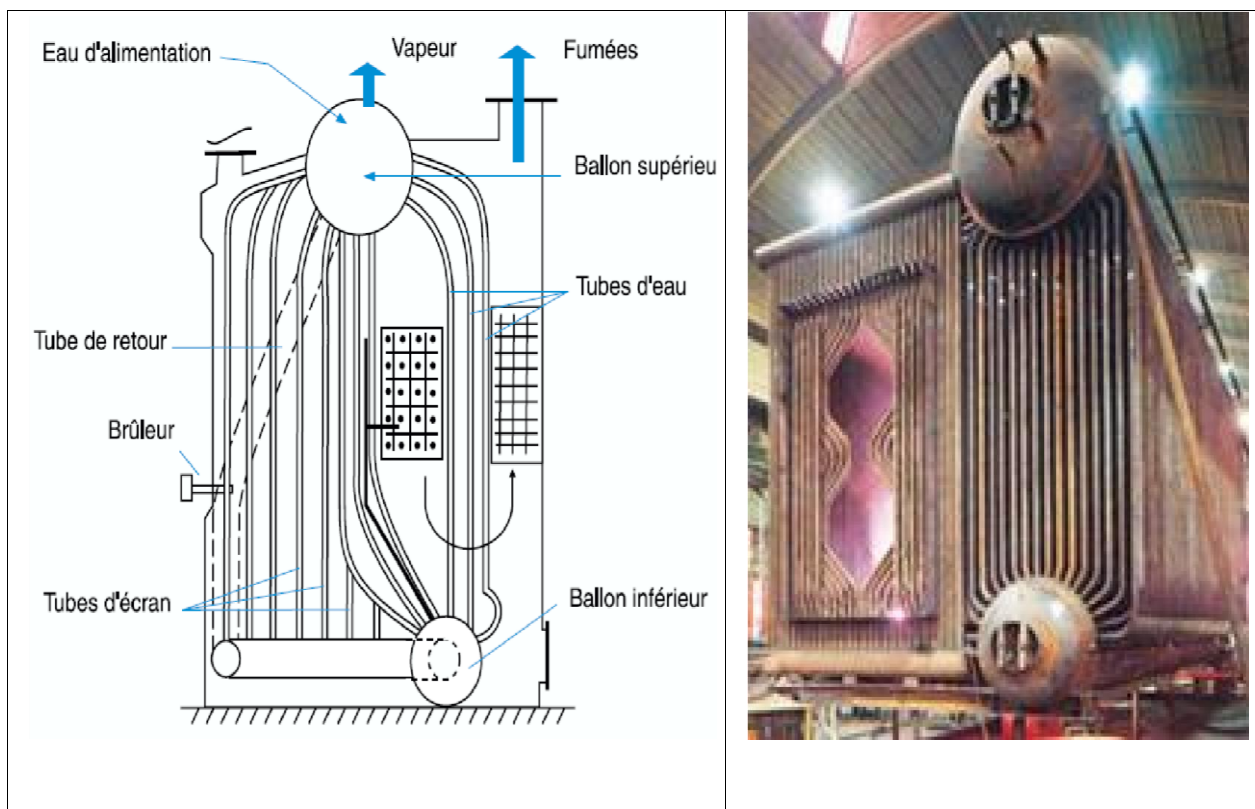 Eau d'alimentation
Vapeur
Fumées
Ballon supérieu
Tubes d'eau
Tube de retour
Brûleur
Tubes d'écran
Ballon inférieur